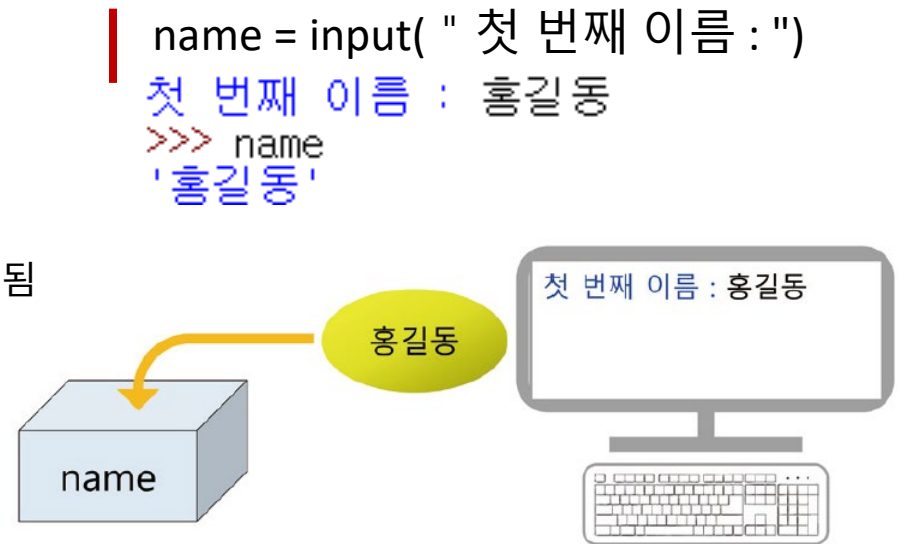 name = input( " 첫 번째 이름 : ")
첫 번째 이름 : 홍길동
>>> name
'홍길동'
됨
첫 번째 이름 : 홍길동
홍길동
name